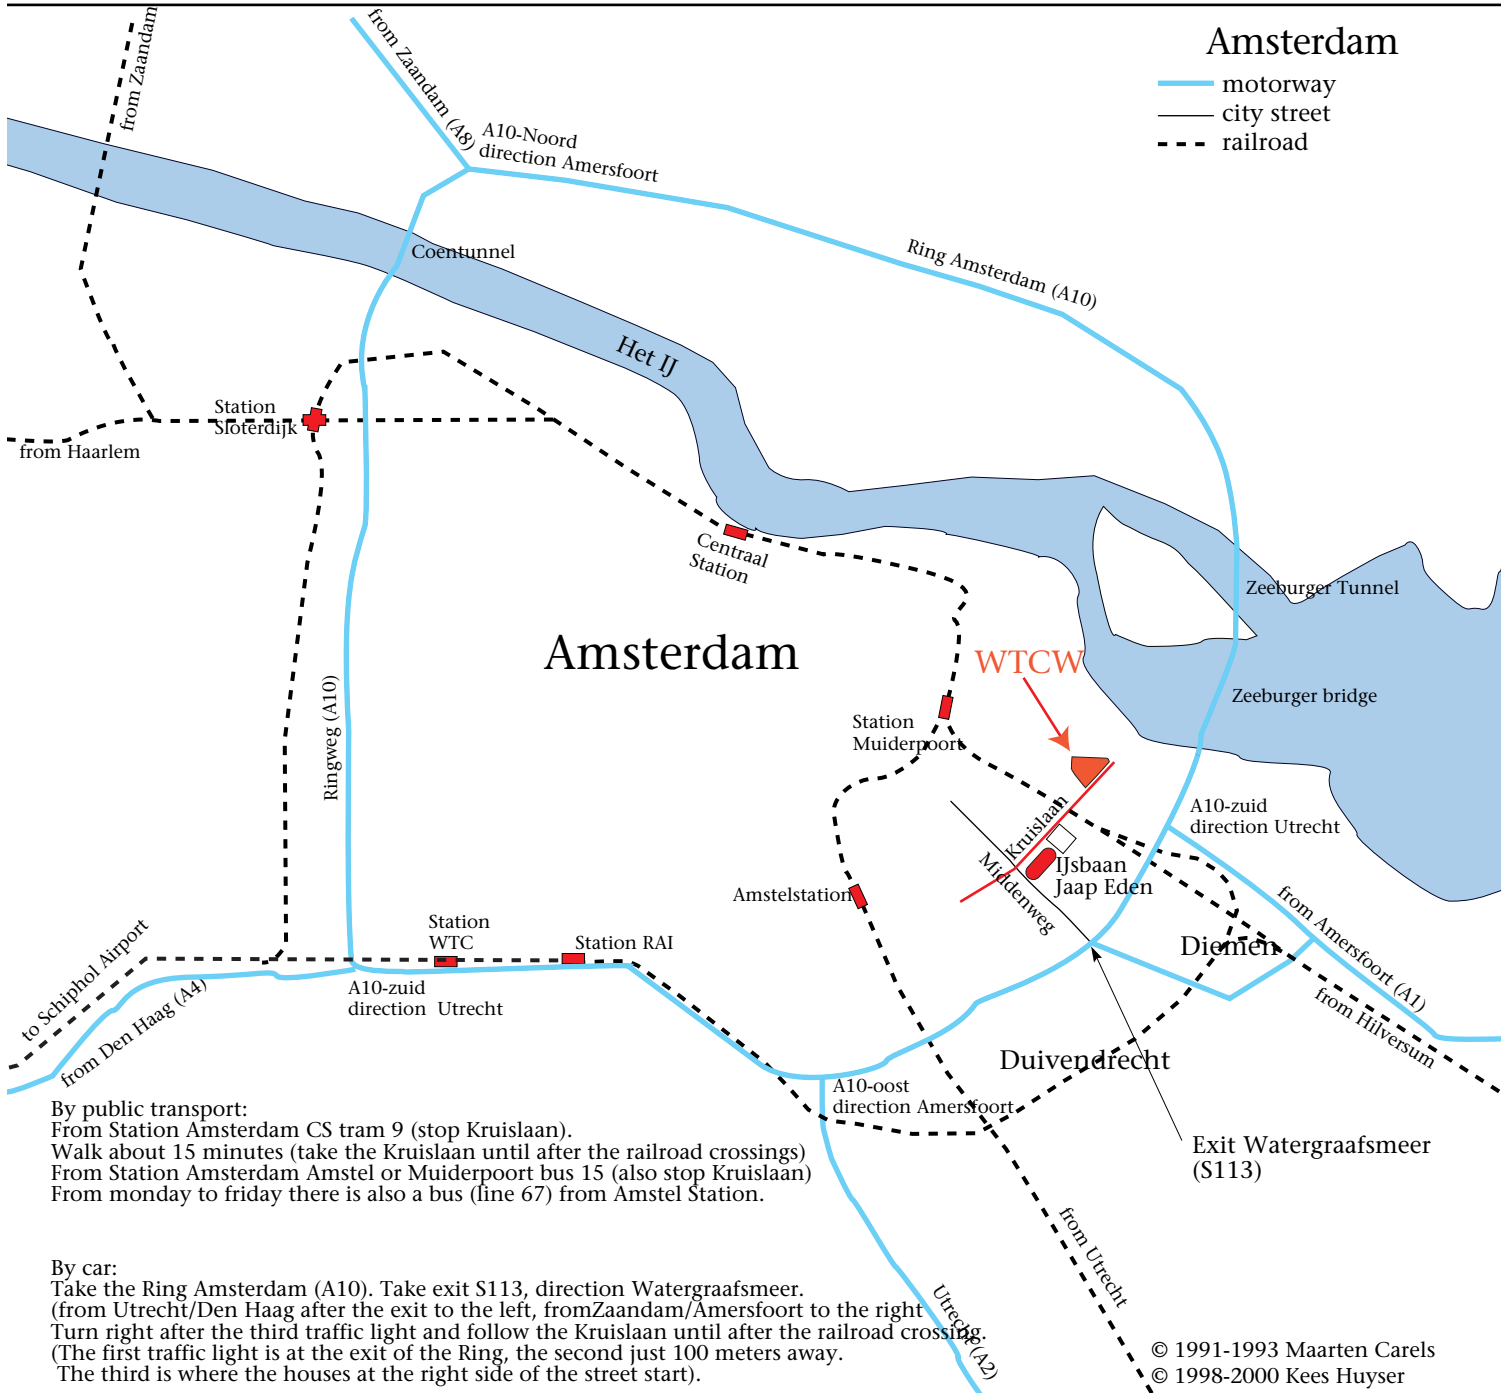 Amsterdam
motorway
city street
railroad
from Zaandam
from Zaandam (A8)
A10-Noord
direction Amersfoort
Ring Amsterdam (A10)
Coentunnel
Het IJ
Station
Sloterdijk
from Haarlem
Centraal
Station
Zeeburger Tunnel
Amsterdam
WTCW
Zeeburger bridge
Ringweg (A10)
Station
Muiderpoort
A10-zuid
direction Utrecht
Kruislaan
IJsbaan
Jaap Eden
Middenweg
Amstelstation
from Amersfoort (A1)
Station
WTC
Station RAI
Diemen
to Schiphol Airport
from Den Haag (A4)
A10-zuid
direction  Utrecht
from Hilversum
Duivendrecht
A10-oost
direction Amersfoort
Exit Watergraafsmeer
(S113)
By public transport:
From Station Amsterdam CS tram 9 (stop Kruislaan).
Walk about 15 minutes (take the Kruislaan until after the railroad crossings)
From Station Amsterdam Amstel or Muiderpoort bus 15 (also stop Kruislaan)
From monday to friday there is also a bus (line 67) from Amstel Station.
from Utrecht
Utrecht (A2)
By car:
Take the Ring Amsterdam (A10). Take exit S113, direction Watergraafsmeer.
(from Utrecht/Den Haag after the exit to the left, fromZaandam/Amersfoort to the right
Turn right after the third traffic light and follow the Kruislaan until after the railroad crossing.
(The first traffic light is at the exit of the Ring, the second just 100 meters away.
The third is where the houses at the right side of the street start).
© 1991-1993 Maarten Carels
© 1998-2000 Kees Huyser